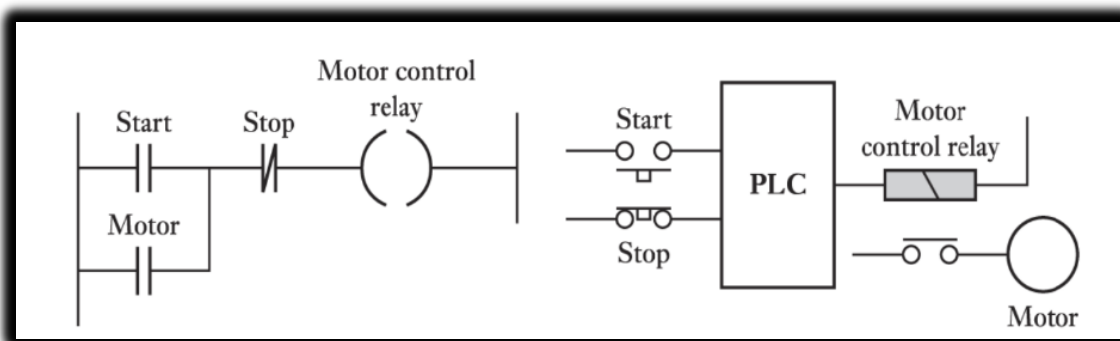 Motor control
relay
Start
Stop
Motor
Start
Stop
PLC
Motor
control relay
Motor